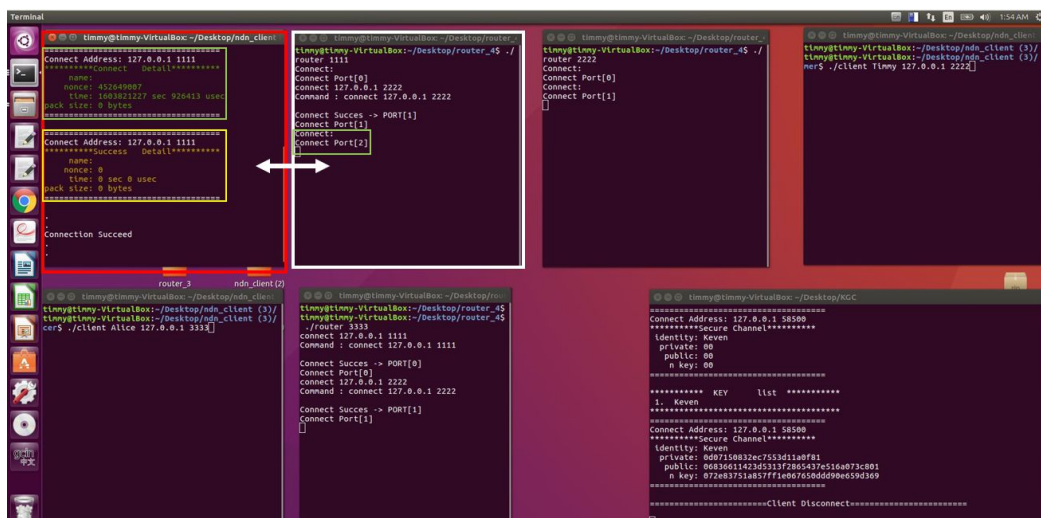 Terminal
En
1:54 AM
timmy@timmy-VirtualBox: ~/Desktop/ndn_client
====================================
Connect Address: 127.0.0.1 1111
**********Connect Detail**********
name:
nonce: 452649007
time: 1603821227 sec 926413 usec
pack size: 0 bytes
====================================
====================================
Connect Address: 127.0.0.1 1111
**********Success Detail**********
name:
nonce: 0
time: 0 sec 0 usec
pack size: 0 bytes
====================================
.
.
Connection Succeed
.
.
timmy@timmy-VirtualBox: ~/Desktop/router_
timmy@timmy-VirtualBox:~/Desktop/router_4$ ./
router 1111
Connect:
Connect Port[0]
connect 127.0.0.1 2222
Command : connect 127.0.0.1 2222
Connect Succes -> PORT[1]
Connect Port[1]
Connect:
Connect Port[2]
timmy@timmy-VirtualBox: ~/Desktop/router_
timmy@timmy-VirtualBox:~/Desktop/router_4$ ./
router 2222
Connect:
Connect Port[0]
Connect:
Connect Port[1]
timmy@timmy-VirtualBox: ~/Desktop/ndn_client
timmy@timmy-VirtualBox:~/Desktop/ndn_client (3)/
mer$ ./client Timmy 127.0.0.1 2222
router_3
ndn_client (2)
timmy@timmy-VirtualBox: ~/Desktop/ndn_client
timmy@timmy-VirtualBox:~/Desktop/ndn_client (3)/
timmy@timmy-VirtualBox:~/Desktop/ndn_client (3)/
cer$ ./client Alice 127.0.0.1 3333
timmy@timmy-VirtualBox: ~/Desktop/rou
timmy@timmy-VirtualBox:~/Desktop/router_4$
timmy@timmy-VirtualBox:~/Desktop/router_4$
./router 3333
connect 127.0.0.1 1111
Command : connect 127.0.0.1 1111
Connect Succes -> PORT[0]
Connect Port[0]
connect 127.0.0.1 2222
Command : connect 127.0.0.1 2222
Connect Succes -> PORT[1]
Connect Port[1]
timmy@timmy-VirtualBox: ~/Desktop/KGC
====================================
Connect Address: 127.0.0.1 58500
**********Secure Channel**********
identity: Keven
private: 00
public: 00
n key: 00
====================================
*********** KEY list ***********
1. Keven
***************************************
====================================
Connect Address: 127.0.0.1 58500
**********Secure Channel**********
identity: Keven
private: 0d07150832ec7553d11a0f81
public: 06836611423d5313f2865437e516a073c801
n key: 072e83751a857ff1e067650ddd90e659d369
====================================
========================Client Disconnect========================